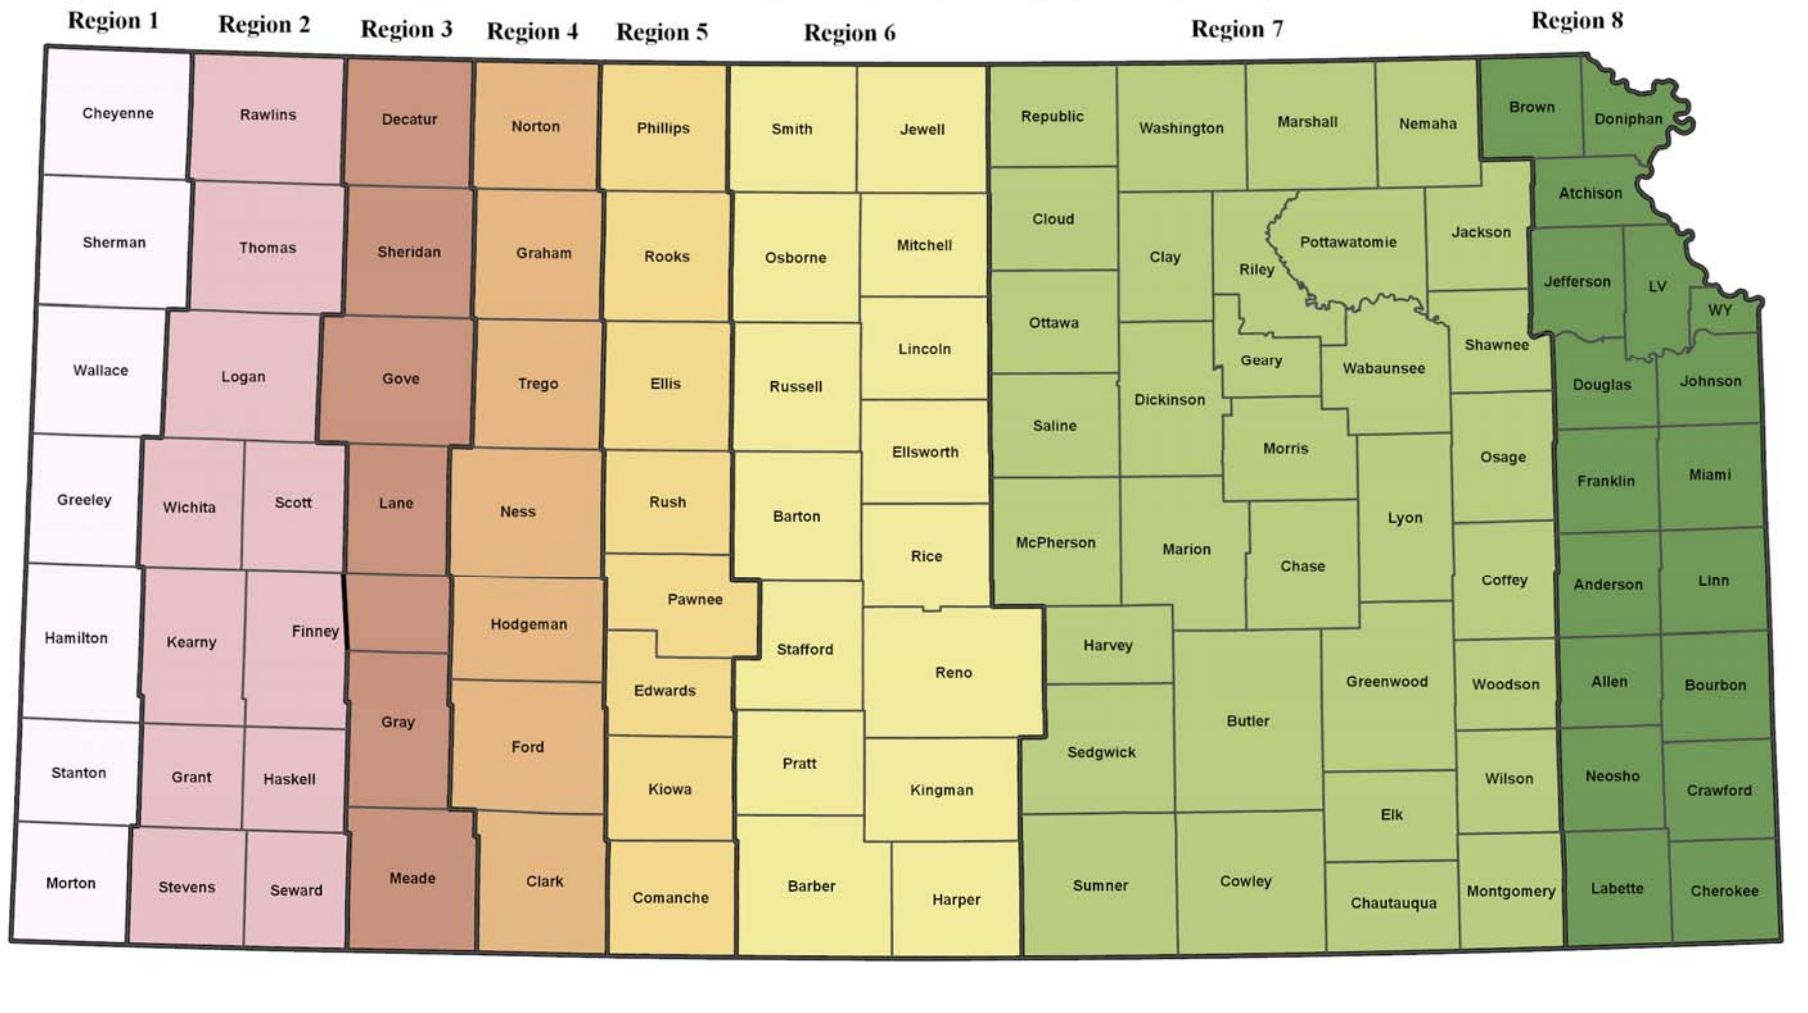 Region 1 Region 2 Region 3 Region 4 Region 5 Region 6 Region 7 Region 8
Cheyenne Rawlins Decatur Norton Phillips Smith Jewell Republic Washington Marshall Nemaha Brown Doniphan
Atchison
Sherman Thomas Sheridan Graham Rooks Osborne Mitchell Cloud Clay Riley Pottawatomie Jackson Jefferson LV WY
Wallace Logan Gove Trego Ellis Russell Lincoln Ottawa Geary Wabaunsee Shawnee Douglas Johnson
Saline Dickinson
Greeley Wichita Scott Lane Ness Rush Barton Ellsworth Morris Osage Franklin Miami
Rice McPherson Marion Chase Lyon Coffey Anderson Linn
Hamilton Kearny Finney Hodgeman Pawnee Stafford Reno Harvey Greenwood Woodson Allen Bourbon
Edwards
Gray Ford Butler
Stanton Grant Haskell Kiowa Pratt Kingman Sedgwick Elk Wilson Neosho Crawford
Morton Stevens Seward Meade Clark Comanche Barber Harper Sumner Cowley Chautauqua Montgomery Labette Cherokee